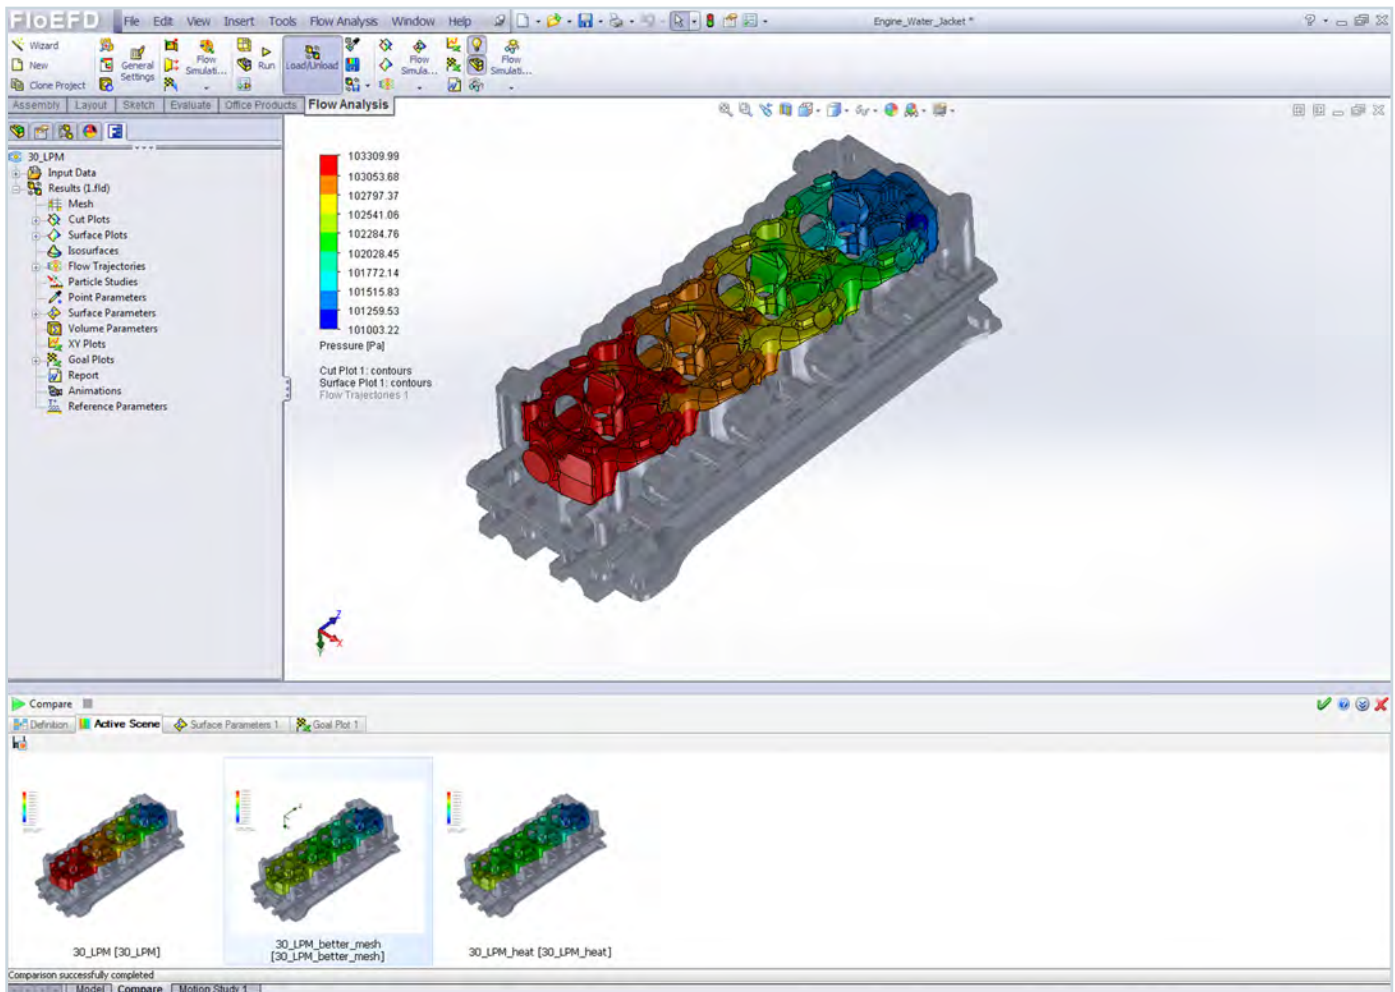 FloEFD File Edit View Insert Tools Flow Analysis Window Help Engine_Water_Jacket *
Wizard
New
Clone Project
General Settings
Flow Simulati...
Run
Load/Unload
Flow Simula...
Flow Simulati...
Assembly Layout Sketch Evaluate Office Products Flow Analysis
30_LPM
Input Data
Results (1.fld)
Mesh
Cut Plots
Surface Plots
Isosurfaces
Flow Trajectories
Particle Studies
Point Parameters
Surface Parameters
Volume Parameters
XY Plots
Goal Plots
Report
Animations
Reference Parameters
103309.99
103053.68
102797.37
102541.06
102284.76
102028.45
101772.14
101515.83
101259.53
101003.22
Pressure [Pa]
Cut Plot 1: contours
Surface Plot 1: contours
Flow Trajectories 1
Z
X
Y
Compare
Definition Active Scene Surface Parameters 1 Goal Plot 1
30_LPM [30_LPM]
30_LPM_better_mesh
[30_LPM_better_mesh]
30_LPM_heat [30_LPM_heat]
Comparison successfully completed
Model Compare Motion Study 1